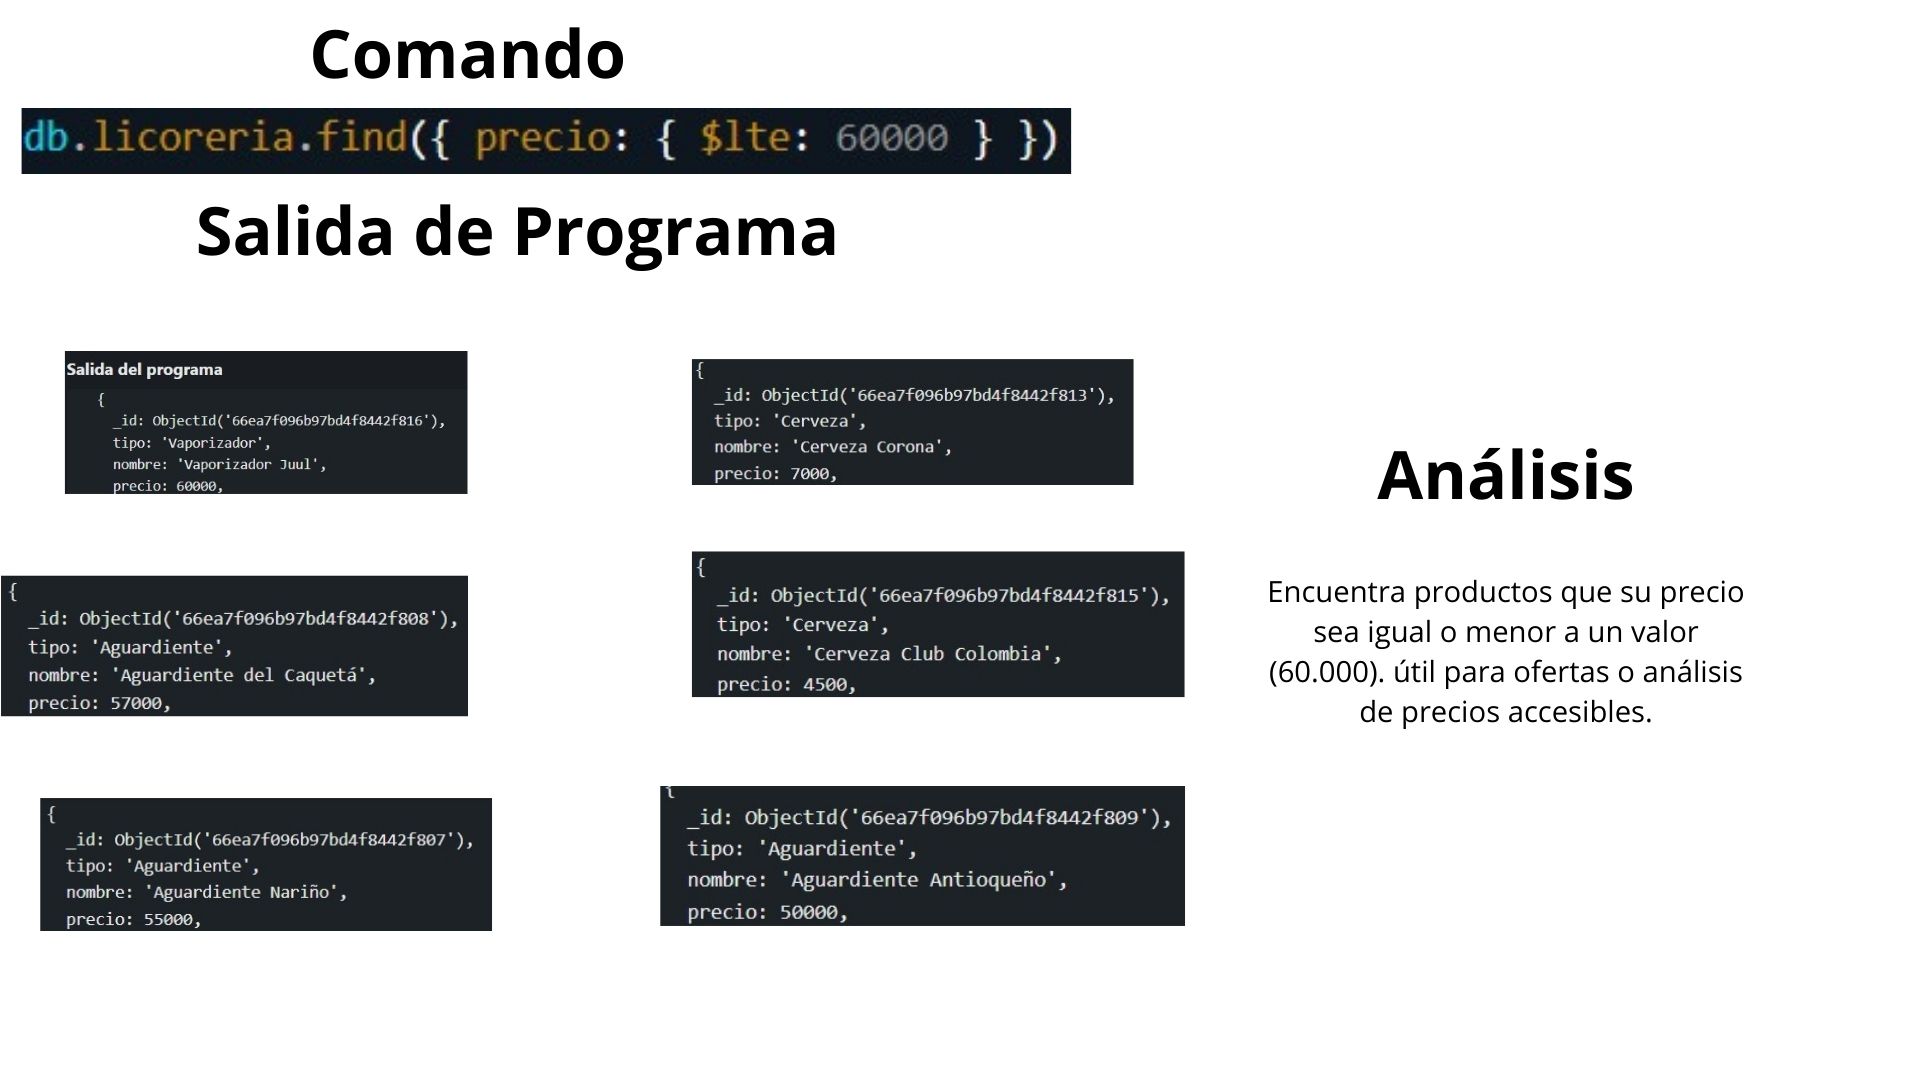 Comando
db.licoreria.find({ precio: { $lte: 60000 } })
Salida de Programa
Salida del programa
{
_id: ObjectId('66ea7f096b97bd4f8442f816'),
tipo: 'Vaporizador',
nombre: 'Vaporizador Juul',
precio: 60000,
{
_id: ObjectId('66ea7f096b97bd4f8442f808'),
tipo: 'Aguardiente',
nombre: 'Aguardiente del Caquetá',
precio: 57000,
{
_id: ObjectId('66ea7f096b97bd4f8442f807'),
tipo: 'Aguardiente',
nombre: 'Aguardiente Nariño',
precio: 55000,
{
_id: ObjectId('66ea7f096b97bd4f8442f813'),
tipo: 'Cerveza',
nombre: 'Cerveza Corona',
precio: 7000,
{
_id: ObjectId('66ea7f096b97bd4f8442f815'),
tipo: 'Cerveza',
nombre: 'Cerveza Club Colombia',
precio: 4500,
{
_id: ObjectId('66ea7f096b97bd4f8442f809'),
tipo: 'Aguardiente',
nombre: 'Aguardiente Antioqueño',
precio: 50000,
Análisis
Encuentra productos que su precio
sea igual o menor a un valor
(60.000). útil para ofertas o análisis
de precios accesibles.